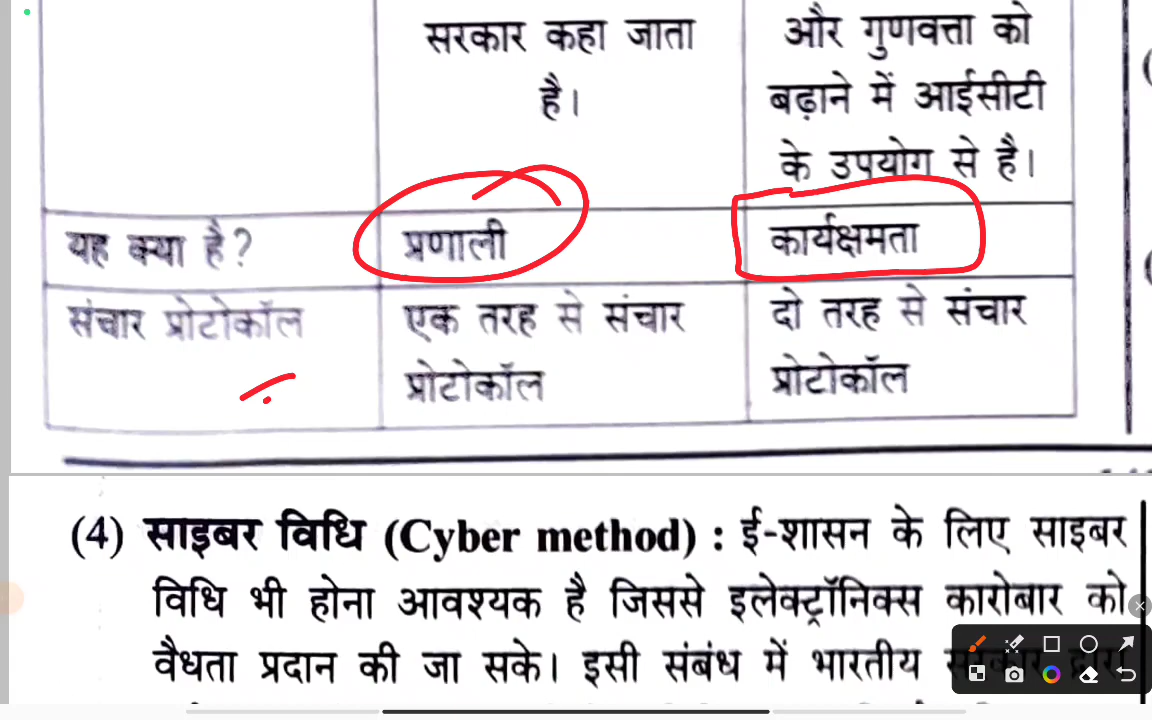 सरकार कहा जाता
है।
और गुणवत्ता को
बढ़ाने में आईसीटी
के उपयोग से है।
यह क्या है? प्रणाली कार्यक्षमता
संचार प्रोटोकॉल एक तरह से संचार दो तरह से संचार
प्रोटोकॉल प्रोटोकॉल
(4) साइबर विधि (Cyber method) : ई-शासन के लिए साइबर
विधि भी होना आवश्यक है जिससे इलेक्ट्रॉनिक्स कारोबार को
वैधता प्रदान की जा सके। इसी संबंध में भारतीय